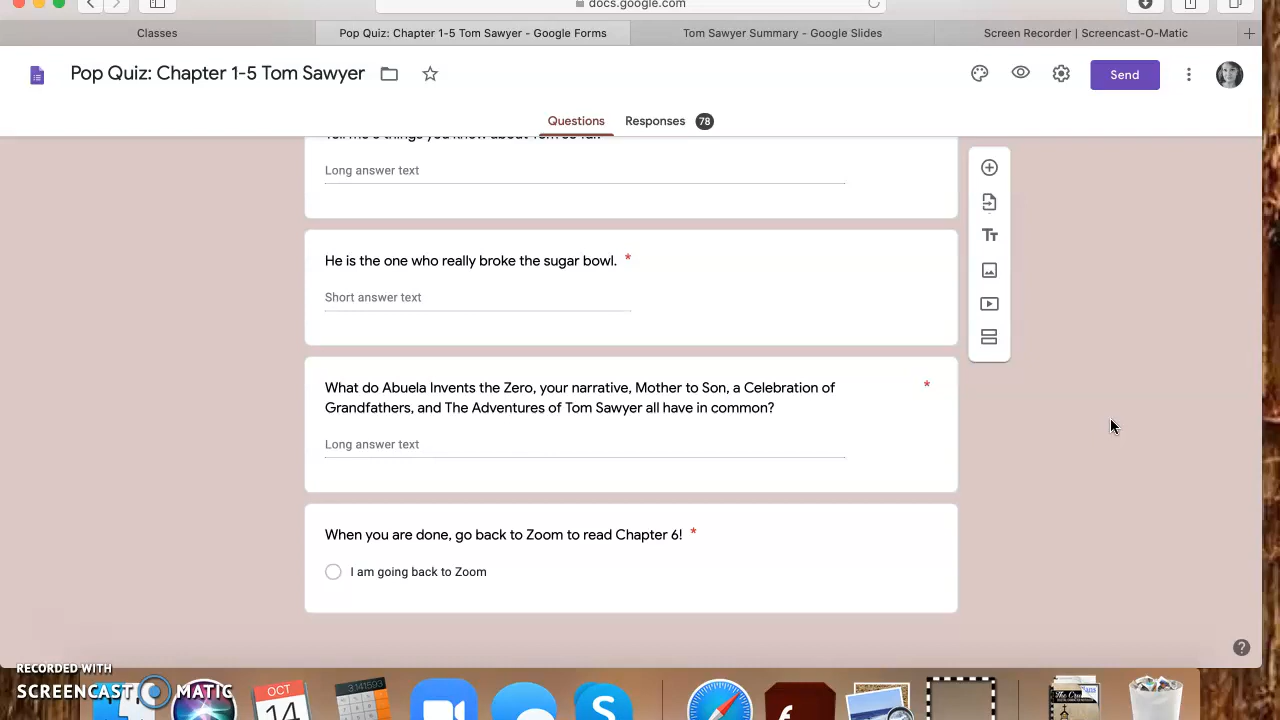 docs.google.com
Classes
Pop Quiz: Chapter 1-5 Tom Sawyer - Google Forms
Tom Sawyer Summary - Google Slides
Screen Recorder | Screencast-O-Matic
Pop Quiz: Chapter 1-5 Tom Sawyer
Send
Questions
Responses 78
Long answer text
He is the one who really broke the sugar bowl. *
Short answer text
What do Abuela Invents the Zero, your narrative, Mother to Son, a Celebration of *
Grandfathers, and The Adventures of Tom Sawyer all have in common?
Long answer text
When you are done, go back to Zoom to read Chapter 6! *
I am going back to Zoom
RECORDED WITH
SCREENCAST MATIC
OCT
14
3.141593
S
f